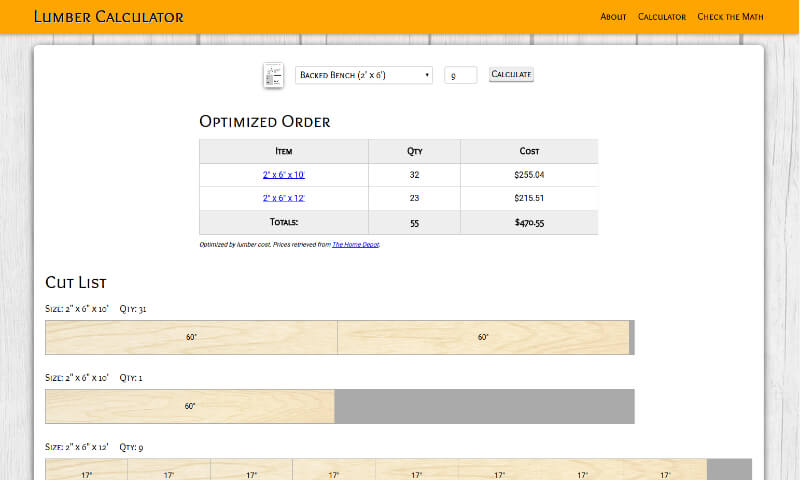 Lumber Calculator About Calculator Check the Math
Backed Bench (2' x 6') 9 Calculate
Optimized Order
Item Qty Cost
2" x 6" x 10' 32 $255.04
2" x 6" x 12' 23 $215.51
Totals: 55 $470.55
Optimized by lumber cost. Prices retrieved from The Home Depot.
Cut List
Size: 2" x 6" x 10' Qty: 31
60" 60"
Size: 2" x 6" x 10' Qty: 1
60"
Size: 2" x 6" x 12' Qty: 9
17" 17" 17" 17" 17" 17" 17" 17"